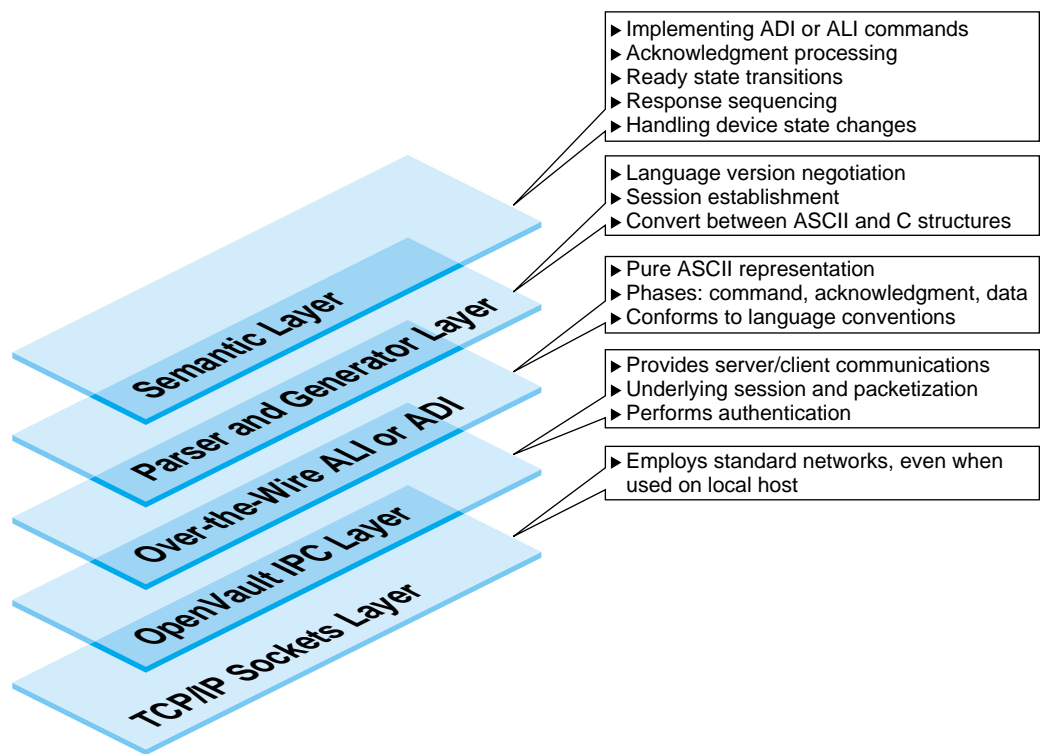 ▶ Implementing ADI or ALI commands
▶ Acknowledgment processing
▶ Ready state transitions
▶ Response sequencing
▶ Handling device state changes
▶ Language version negotiation
▶ Session establishment
▶ Convert between ASCII and C structures
▶ Pure ASCII representation
▶ Phases: command, acknowledgment, data
▶ Conforms to language conventions
▶ Provides server/client communications
▶ Underlying session and packetization
▶ Performs authentication
▶ Employs standard networks, even when
used on local host
Semantic Layer
Parser and Generator Layer
Over-the-Wire ALI or ADI
OpenVault IPC Layer
TCP/IP Sockets Layer